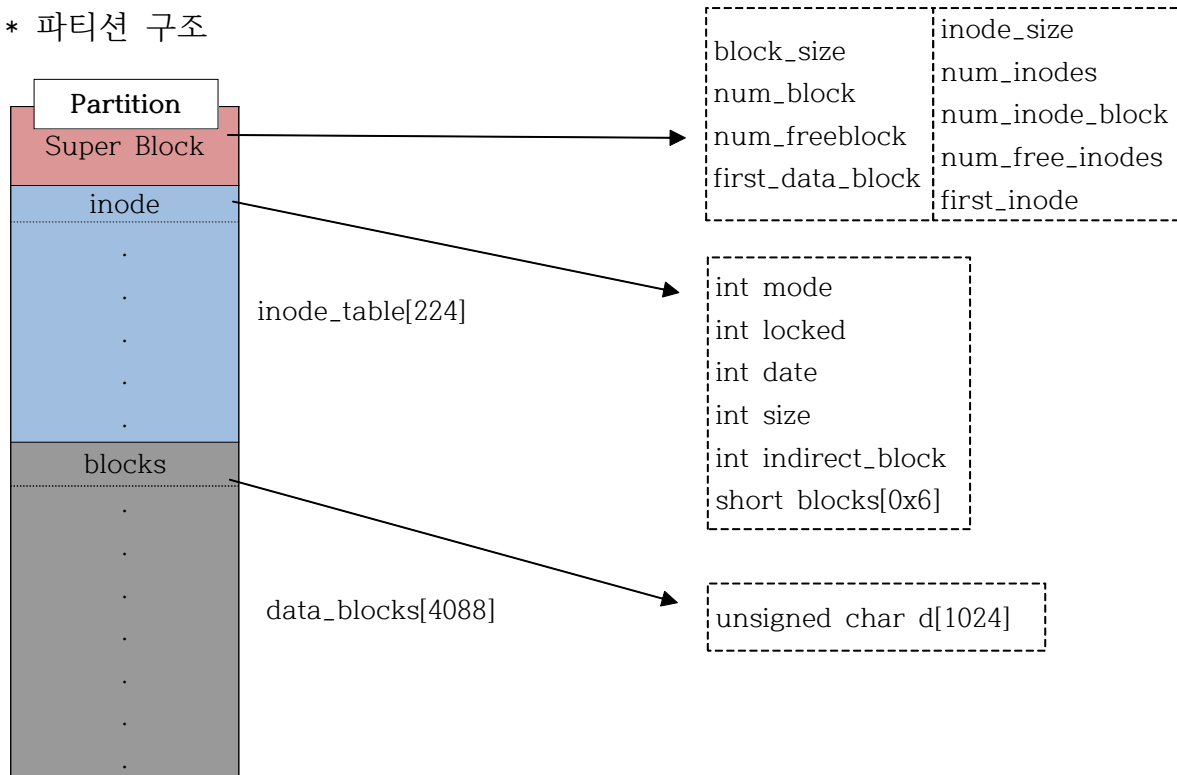 * 파티션 구조
Partition
Super Block
block_size
num_block
num_freeblock
first_data_block
inode_size
num_inodes
num_inode_block
num_free_inodes
first_inode
inode
.
.
.
.
.
inode_table[224]
int mode
int locked
int date
int size
int indirect_block
short blocks[0x6]
blocks
.
.
.
.
.
.
.
data_blocks[4088]
unsigned char d[1024]